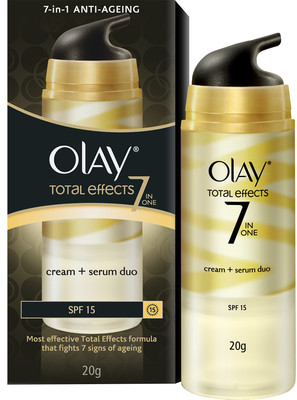 7-in-1 ANTI-AGEING
OLAY®
TOTAL EFFECTS
7 IN ONE
cream + serum duo
SPF 15
15
Most effective Total Effects formula
that fights 7 signs of ageing
20g
OLAY®
TOTAL EFFECTS
7 IN ONE
cream + serum duo
SPF 15
20g